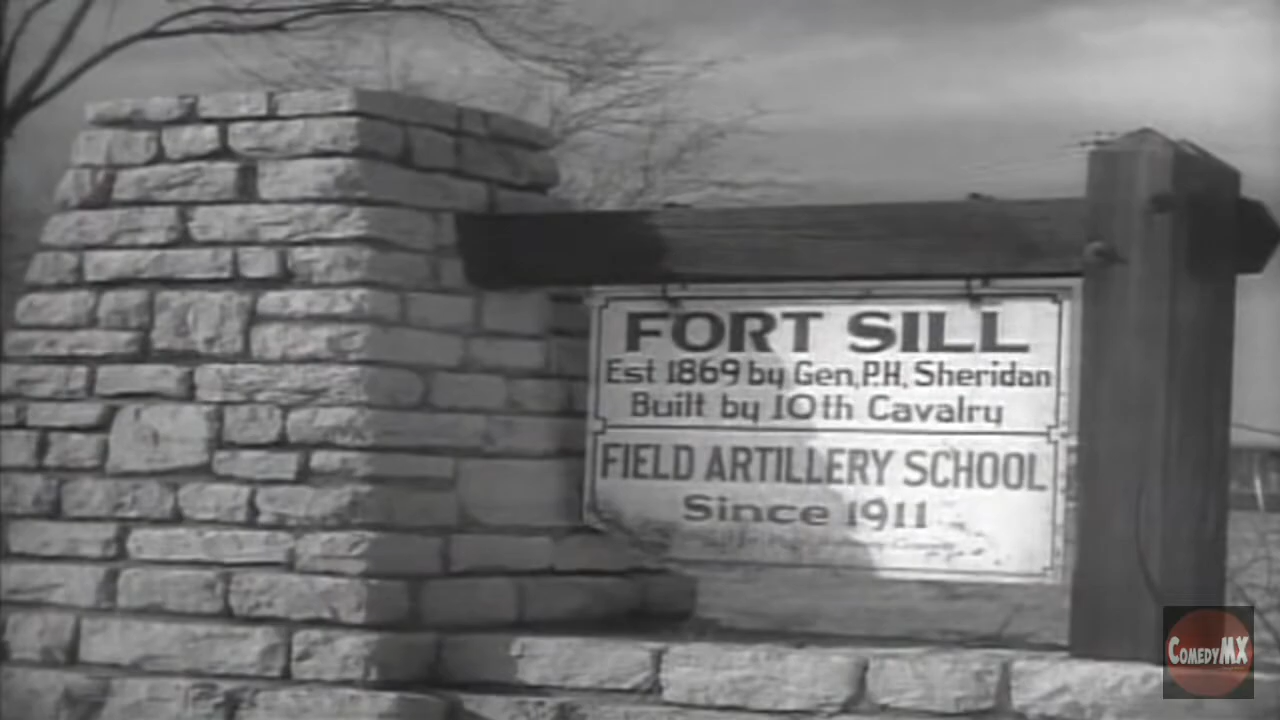 FORT SILL
Est 1869 by Gen. P.H. Sheridan
Built by 10th Cavalry
FIELD ARTILLERY SCHOOL
Since 1911
COMEDYMX